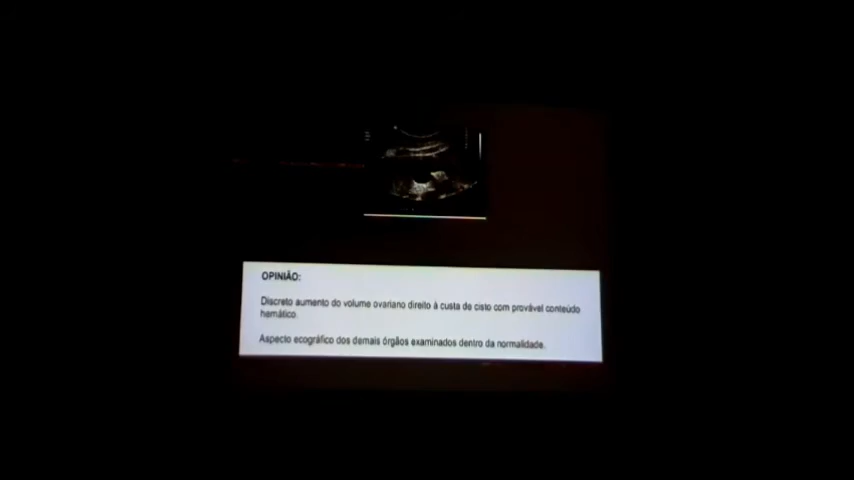 OPINIÃO:
Discreto aumento do volume ovariano direito à custa de cisto com provável conteúdo
hemático.
Aspecto ecográfico dos demais órgãos examinados dentro da normalidade.